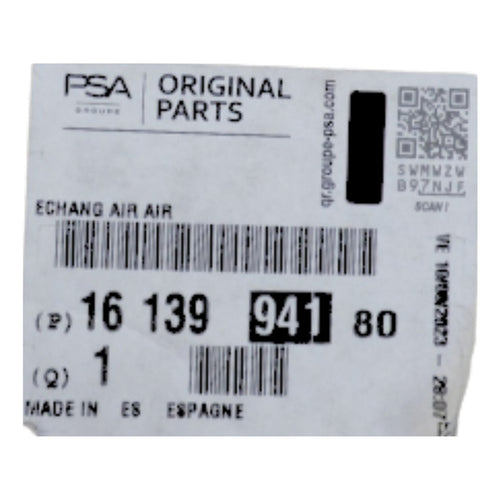 PSA
GROUPE
ORIGINAL
PARTS
qr.groupe-psa.com
SWMWZW
B97NJF
SCAN !
ECHANG AIR AIR
(P) 16 139 941 80
(Q) 1
MADE IN ES ESPAGNE